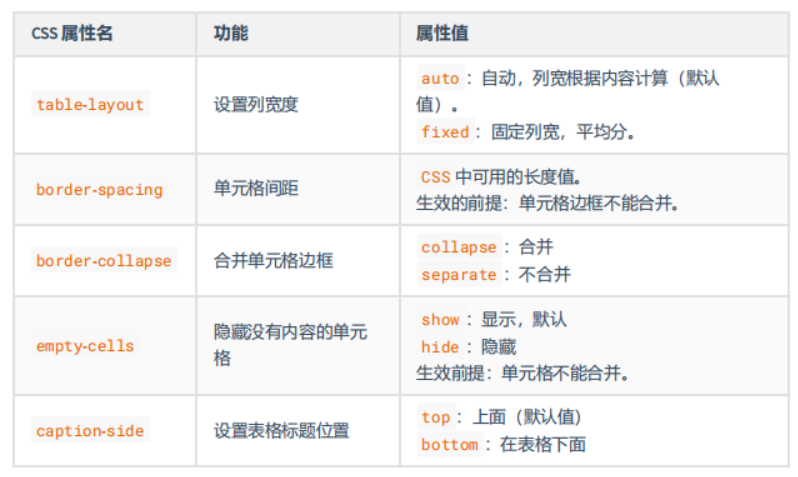 CSS 属性名 功能 属性值
table-layout 设置列宽度 auto：自动，列宽根据内容计算（默认
值）。
fixed：固定列宽，平均分。
border-spacing 单元格间距 CSS 中可用的长度值。
生效的前提：单元格边框不能合并。
border-collapse 合并单元格边框 collapse：合并
separate：不合并
empty-cells 隐藏没有内容的单元
格 show：显示，默认
hide：隐藏
生效前提：单元格不能合并。
caption-side 设置表格标题位置 top：上面（默认值）
bottom：在表格下面